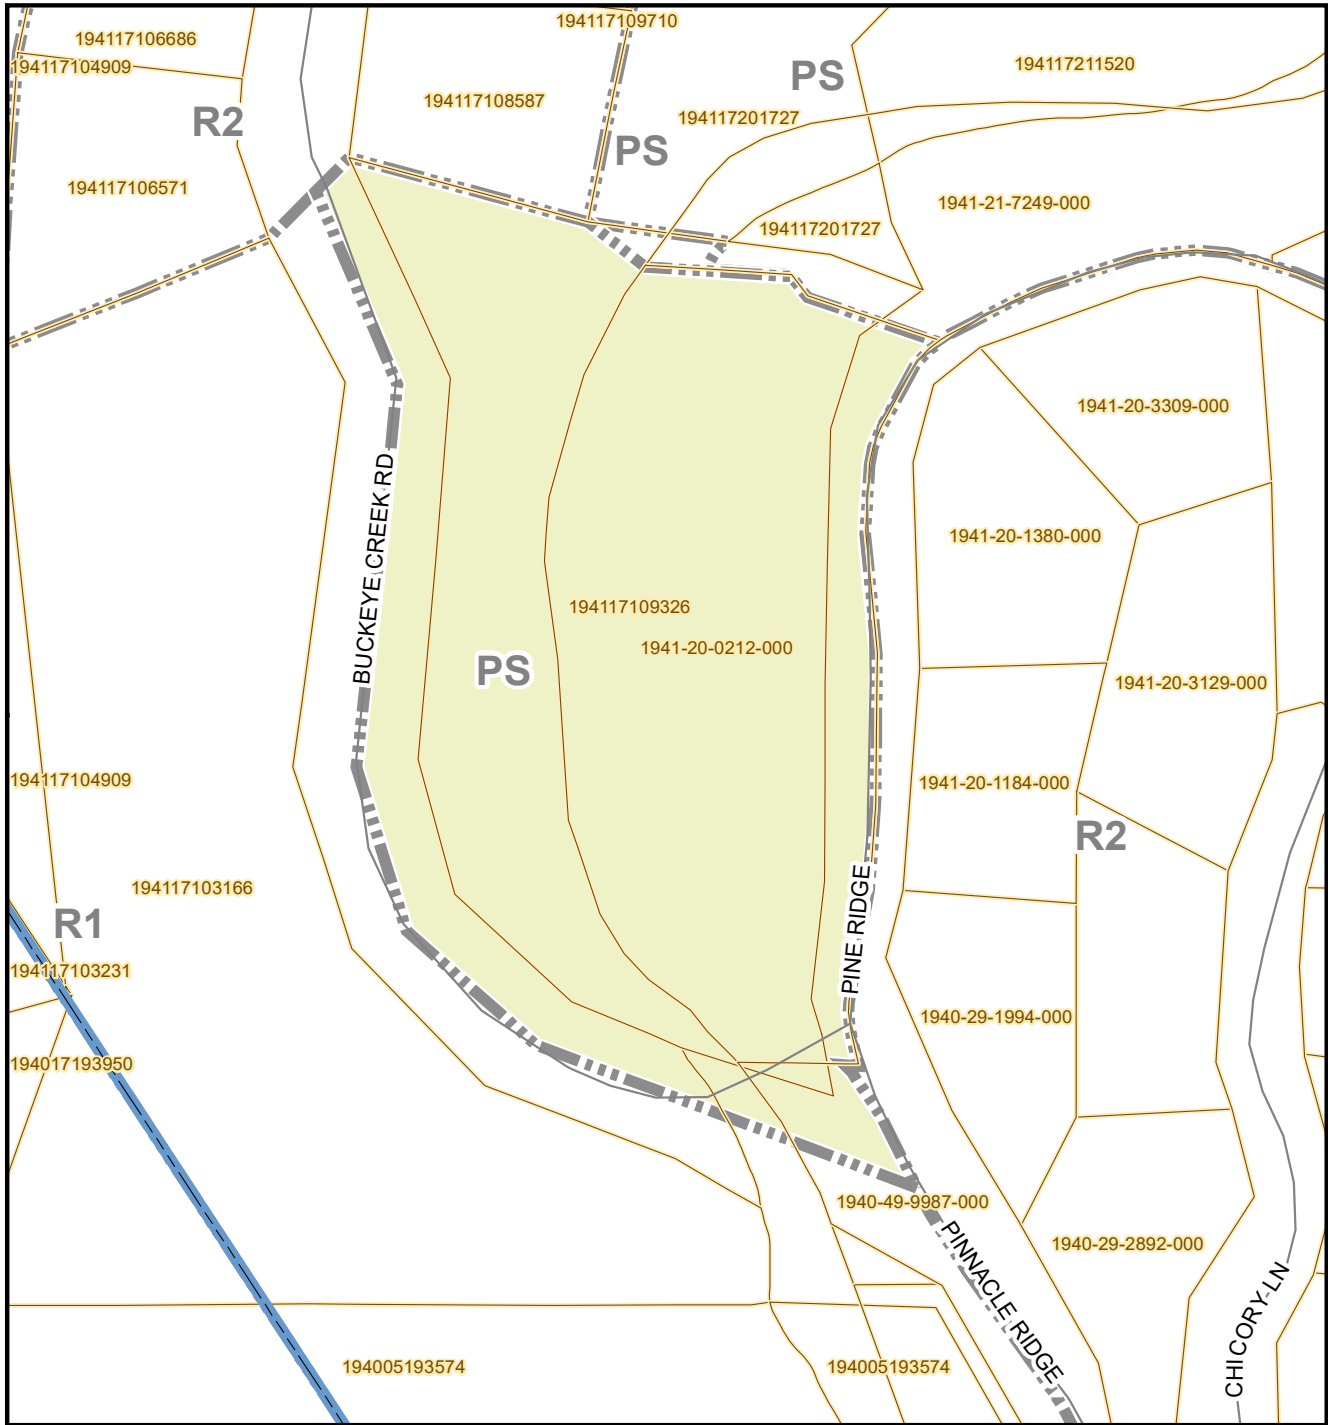 194117109710
194117106686
194117104909
194117211520
PS
194117108587
R2
194117201727
PS
194117106571
1941-21-7249-000
194117201727
1941-20-3309-000
BUCKEYE CREEK RD
1941-20-1380-000
194117109326
1941-20-0212-000
PS
1941-20-3129-000
194117104909
1941-20-1184-000
R2
194117103166
R1
PINE RIDGE
194117103231
1940-29-1994-000
194017193950
1940-49-9987-000
1940-29-2892-000
PINNACLE RIDGE
CHICORY LN
194005193574
194005193574